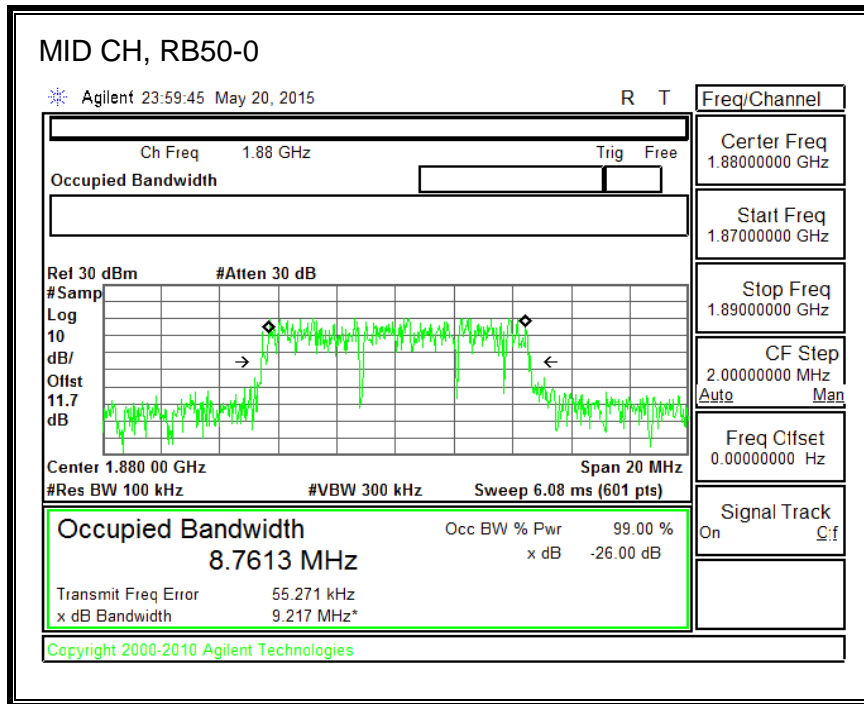 MID CH, RB50-0
Agilent 23:59:45 May 20, 2015 R T
Freq/Channel
Ch Freq 1.88 GHz Trig Free
Occupied Bandwidth
Center Freq
1.88000000 GHz
Start Freq
1.87000000 GHz
Stop Freq
1.89000000 GHz
CF Step
2.00000000 MHz
Auto Man
Freq Offset
0.00000000 Hz
Signal Track
On Off
Ref 30 dBm #Atten 30 dB
#Samp
Log
10
dB/
Offst
11.7
dB
Center 1.880 00 GHz Span 20 MHz
#Res BW 100 kHz #VBW 300 kHz Sweep 6.08 ms (601 pts)
Occupied Bandwidth Occ BW % Pwr 99.00 %
8.7613 MHz x dB -26.00 dB
Transmit Freq Error 55.271 kHz
x dB Bandwidth 9.217 MHz*
Copyright 2000-2010 Agilent Technologies